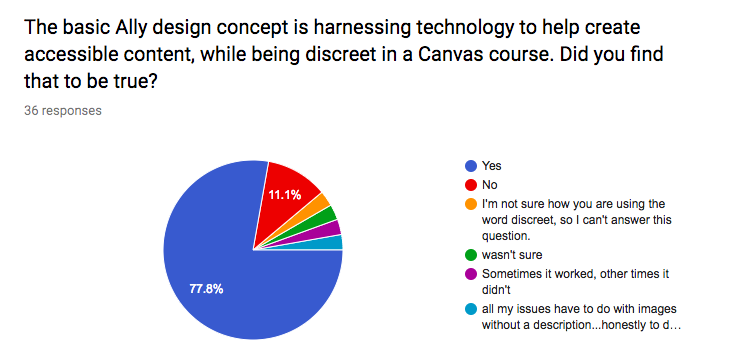 The basic Ally design concept is harnessing technology to help create
accessible content, while being discreet in a Canvas course. Did you find
that to be true?
36 responses
Yes
No
I'm not sure how you are using the
word discreet, so I can't answer this
question.
wasn't sure
Sometimes it worked, other times it
didn't
all my issues have to do with images
without a description...honestly to d…
11.1%
77.8%